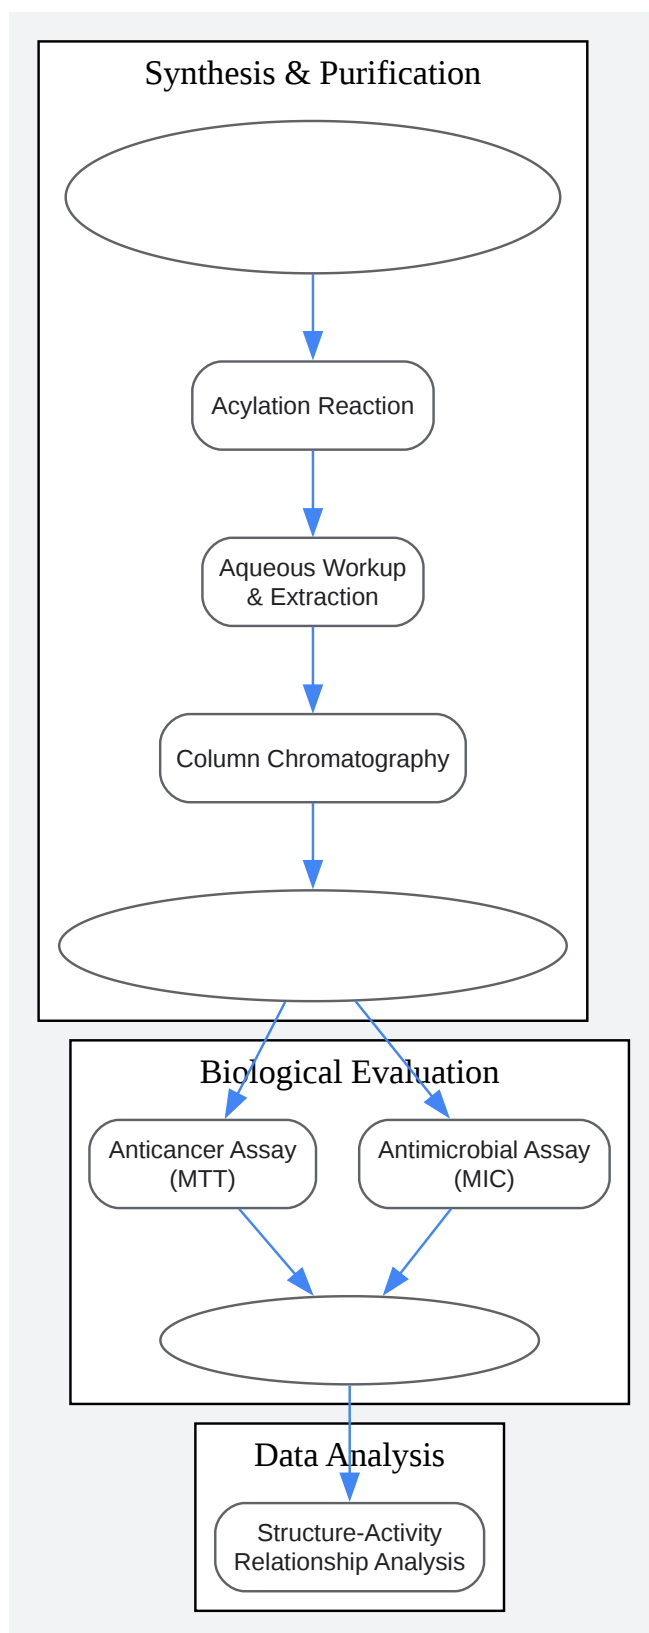 Synthesis & Purification
Acylation Reaction
Aqueous Workup
& Extraction
Column Chromatography
Biological Evaluation
Anticancer Assay
(MTT)
Antimicrobial Assay
(MIC)
Data Analysis
Structure-Activity
Relationship Analysis